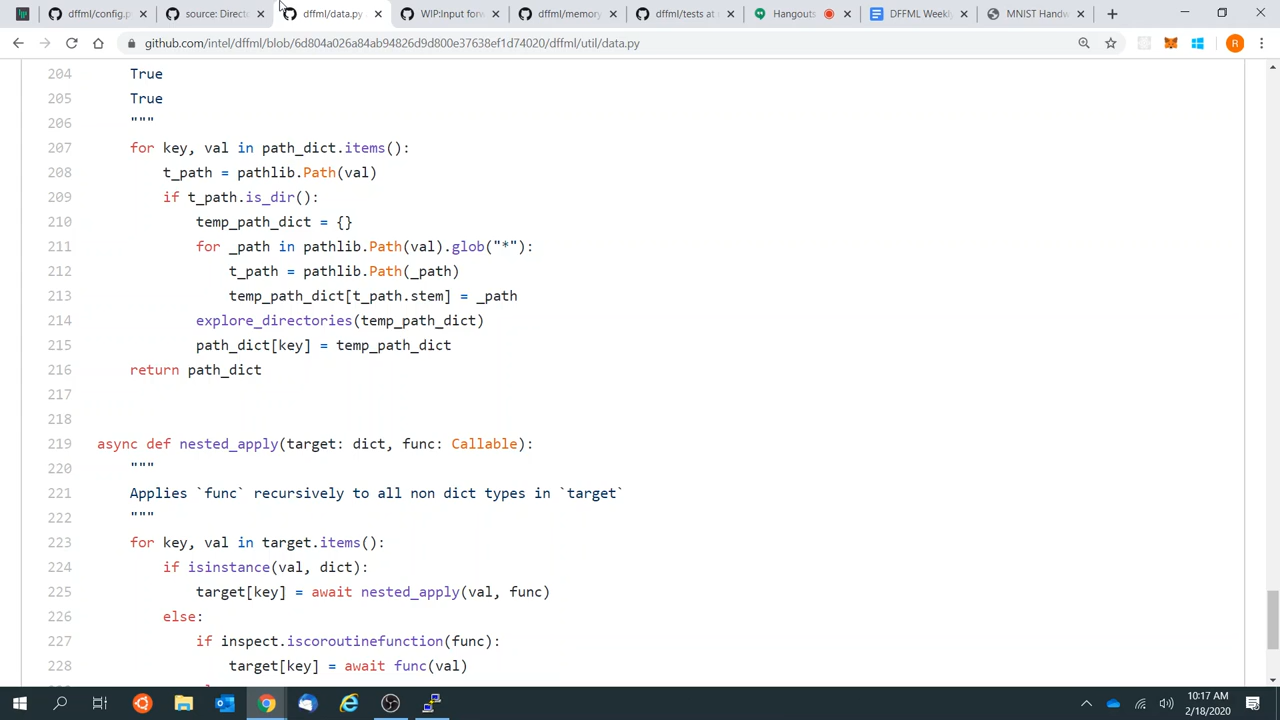 dffml/config.p
source: Directo
dffml/data.py
WIP:Input forw
dffml/memory
dffml/tests at
Hangouts
DFFML Weekly
MNIST Handw
github.com/intel/dffml/blob/6d804a026a84ab94826d9d800e37638ef1d74020/dffml/util/data.py
R
204 True
205 True
206 """
207 for key, val in path_dict.items():
208 t_path = pathlib.Path(val)
209 if t_path.is_dir():
210 temp_path_dict = {}
211 for _path in pathlib.Path(val).glob("*"):
212 t_path = pathlib.Path(_path)
213 temp_path_dict[t_path.stem] = _path
214 explore_directories(temp_path_dict)
215 path_dict[key] = temp_path_dict
216 return path_dict
217
218
219 async def nested_apply(target: dict, func: Callable):
220 """
221 Applies `func` recursively to all non dict types in `target`
222 """
223 for key, val in target.items():
224 if isinstance(val, dict):
225 target[key] = await nested_apply(val, func)
226 else:
227 if inspect.iscoroutinefunction(func):
228 target[key] = await func(val)
10:17 AM
2/18/2020